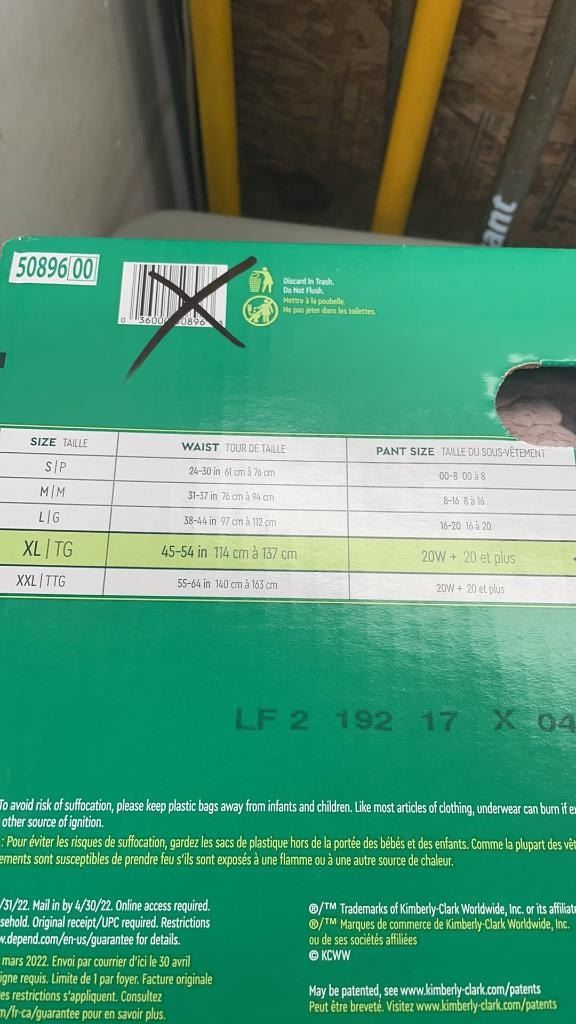 ant
50896 00
Discard In Trash.
Do Not Flush.
Mettre à la poubelle.
Ne pas jeter dans les toilettes.
SIZE TAILLE WAIST TOUR DE TAILLE PANT SIZE TAILLE DU SOUS-VÊTEMENT
S|P 24-30 in 61 cm à 76 cm 00-8 00 à 8
M|M 31-37 in 76 cm à 94 cm 8-16 8 à 16
L|G 38-44 in 97 cm à 112 cm 16-20 16 à 20
XL|TG 45-54 in 114 cm à 137 cm 20W + 20 et plus
XXL|TTG 55-64 in 140 cm à 163 cm 20W + 20 et plus
LF 2 192 17 X 04
To avoid risk of suffocation, please keep plastic bags away from infants and children. Like most articles of clothing, underwear can burn if ex
other source of ignition.
: Pour éviter les risques de suffocation, gardez les sacs de plastique hors de la portée des bébés et des enfants. Comme la plupart des vêt
ements sont susceptibles de prendre feu s'ils sont exposés à une flamme ou à une autre source de chaleur.
/31/22. Mail in by 4/30/22. Online access required.
sehold. Original receipt/UPC required. Restrictions
w.depend.com/en-us/guarantee for details.
mars 2022. Envoi par courrier d'ici le 30 avril
igne requis. Limite de 1 par foyer. Facture originale
es restrictions s'appliquent. Consultez
m/fr-ca/guarantee pour en savoir plus.
®/™ Trademarks of Kimberly-Clark Worldwide, Inc. or its affiliate
®/™ Marques de commerce de Kimberly-Clark Worldwide, Inc.
ou de ses sociétés affiliées
© KCWW
May be patented, see www.kimberly-clark.com/patents
Peut être breveté. Visitez www.kimberly-clark.com/patents